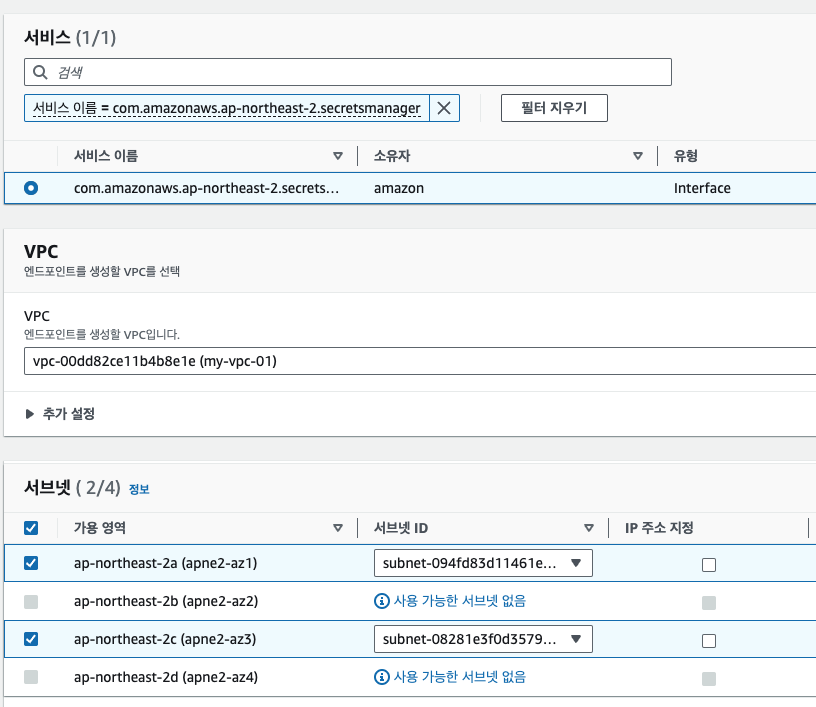 서비스 (1/1)
검색
서비스 이름 = com.amazonaws.ap-northeast-2.secretsmanager
필터 지우기
서비스 이름 소유자 유형
com.amazonaws.ap-northeast-2.secrets... amazon Interface
VPC
엔드포인트를 생성할 VPC를 선택
VPC
엔드포인트를 생성할 VPC입니다.
vpc-00dd82ce11b4b8e1e (my-vpc-01)
추가 설정
서브넷 ( 2/4) 정보
가용 영역 서브넷 ID IP 주소 지정
ap-northeast-2a (apne2-az1) subnet-094fd83d11461e...
ap-northeast-2b (apne2-az2) 사용 가능한 서브넷 없음
ap-northeast-2c (apne2-az3) subnet-08281e3f0d3579...
ap-northeast-2d (apne2-az4) 사용 가능한 서브넷 없음